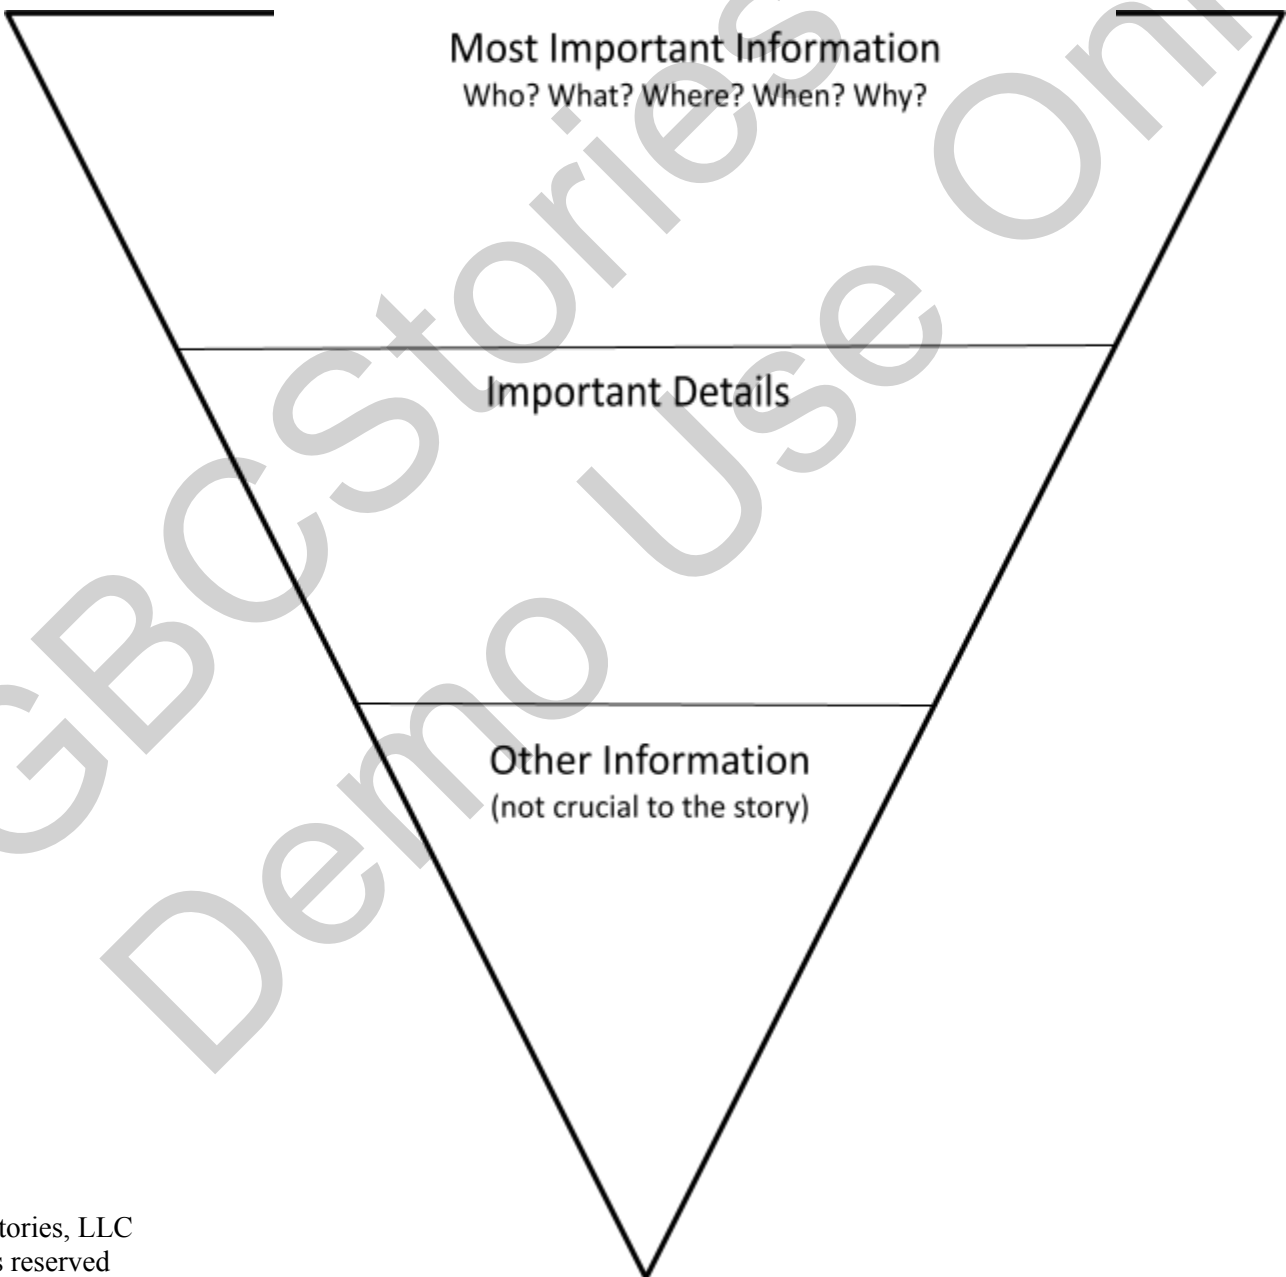 Most Important Information
Who? What? Where? When? Why?
Important Details
Other Information
(not crucial to the story)
GBCStories
Demo Use Onl
tories, LLC
s reserved